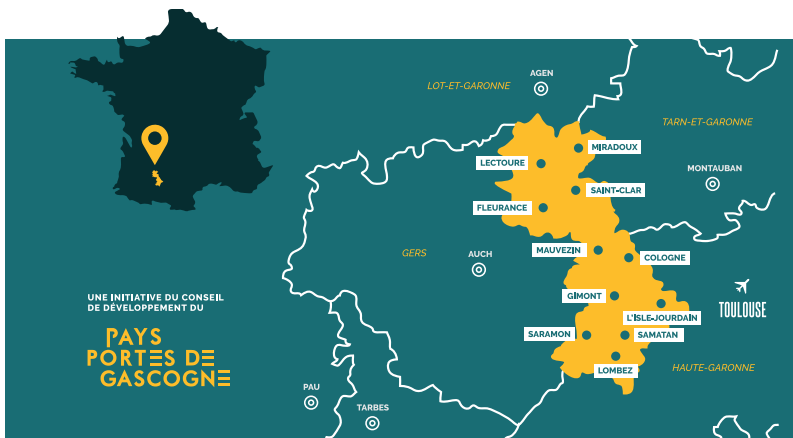 AGEN
LOT-ET-GARONNE
TARN-ET-GARONNE
MIRADOUX
LECTOURE
MONTAUBAN
SAINT-CLAR
FLEURANCE
MAUVEZIN
GERS
AUCH
COLOGNE
GIMONT
UNE INITIATIVE DU CONSEIL
DE DÉVELOPPEMENT DU
PAYS
PORTES DE
GASCOGNE
TOULOUSE
L'ISLE-JOURDAIN
SARAMON
SAMATAN
LOMBEZ
HAUTE-GARONNE
PAU
TARBES